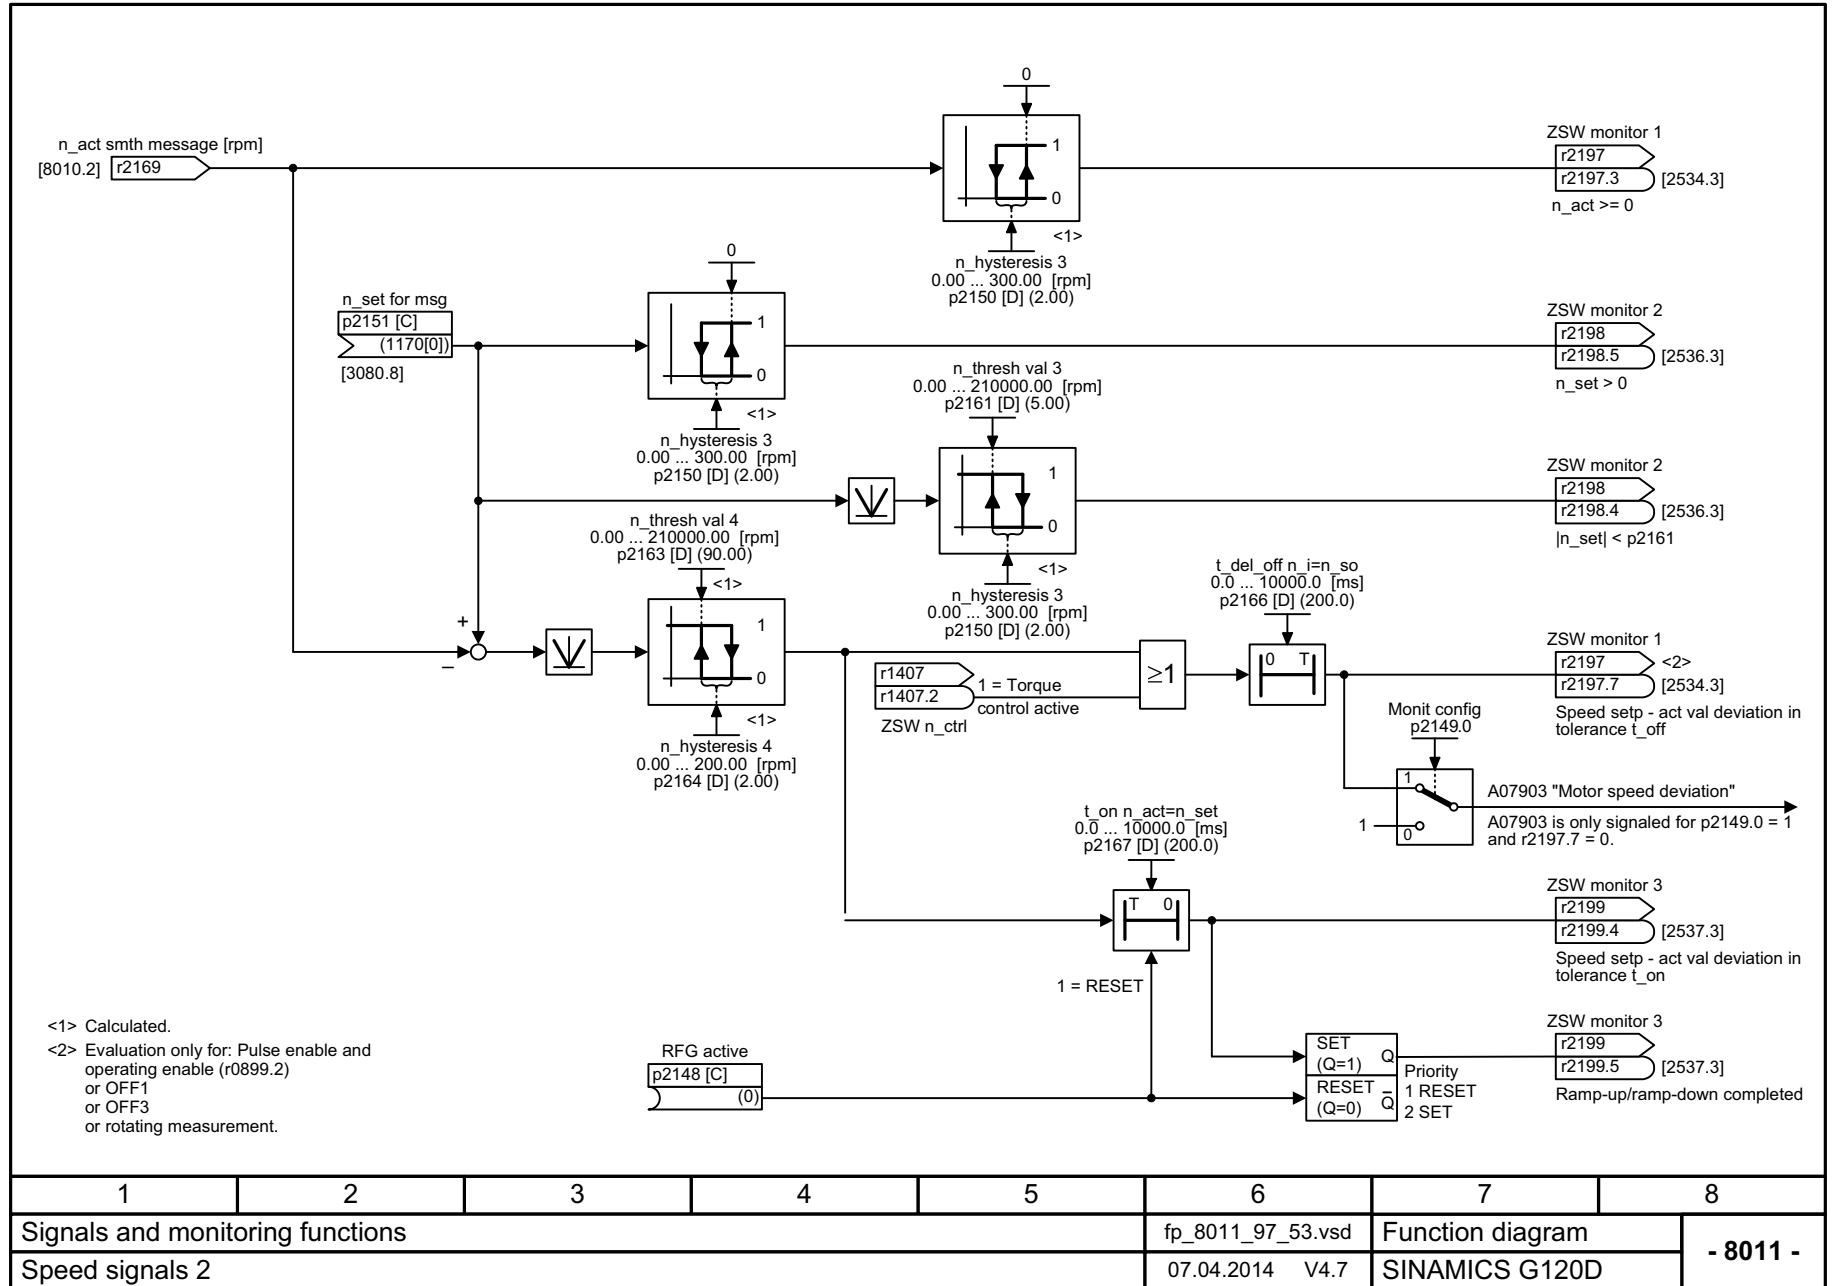 0
n_act smth message [rpm]
[8010.2]
r2169
1
0
<1>
n_hysteresis 3
0.00 ... 300.00 [rpm]
p2150 [D] (2.00)
ZSW monitor 1
r2197
r2197.3
[2534.3]
n_act >= 0
0
n_set for msg
p2151 [C]
(1170[0])
[3080.8]
1
0
<1>
n_hysteresis 3
0.00 ... 300.00 [rpm]
p2150 [D] (2.00)
ZSW monitor 2
r2198
r2198.5
[2536.3]
n_set > 0
n_thresh val 3
0.00 ... 210000.00 [rpm]
p2161 [D] (5.00)
1
0
<1>
n_hysteresis 3
0.00 ... 300.00 [rpm]
p2150 [D] (2.00)
ZSW monitor 2
r2198
r2198.4
[2536.3]
|n_set| < p2161
n_thresh val 4
0.00 ... 210000.00 [rpm]
p2163 [D] (90.00)
<1>
+
–
1
0
<1>
n_hysteresis 4
0.00 ... 200.00 [rpm]
p2164 [D] (2.00)
r1407
r1407.2
ZSW n_ctrl
1 = Torque
control active
≥1
t_del_off n_i=n_so
0.0 ... 10000.0 [ms]
p2166 [D] (200.0)
0 T
ZSW monitor 1
r2197
<2>
r2197.7
[2534.3]
Speed setp - act val deviation in
tolerance t_off
Monit config
p2149.0
1
1
0
A07903 "Motor speed deviation"
A07903 is only signaled for p2149.0 = 1
and r2197.7 = 0.
t_on n_act=n_set
0.0 ... 10000.0 [ms]
p2167 [D] (200.0)
T 0
1 = RESET
ZSW monitor 3
r2199
r2199.4
[2537.3]
Speed setp - act val deviation in
tolerance t_on
RFG active
p2148 [C]
(0)
SET
(Q=1)
Q
RESET
(Q=0)
Q̅
Priority
1 RESET
2 SET
ZSW monitor 3
r2199
r2199.5
[2537.3]
Ramp-up/ramp-down completed
<1> Calculated.
<2> Evaluation only for: Pulse enable and
operating enable (r0899.2)
or OFF1
or OFF3
or rotating measurement.
1 2 3 4 5 6 7 8
Signals and monitoring functions
fp_8011_97_53.vsd
Function diagram
- 8011 -
Speed signals 2
07.04.2014 V4.7
SINAMICS G120D